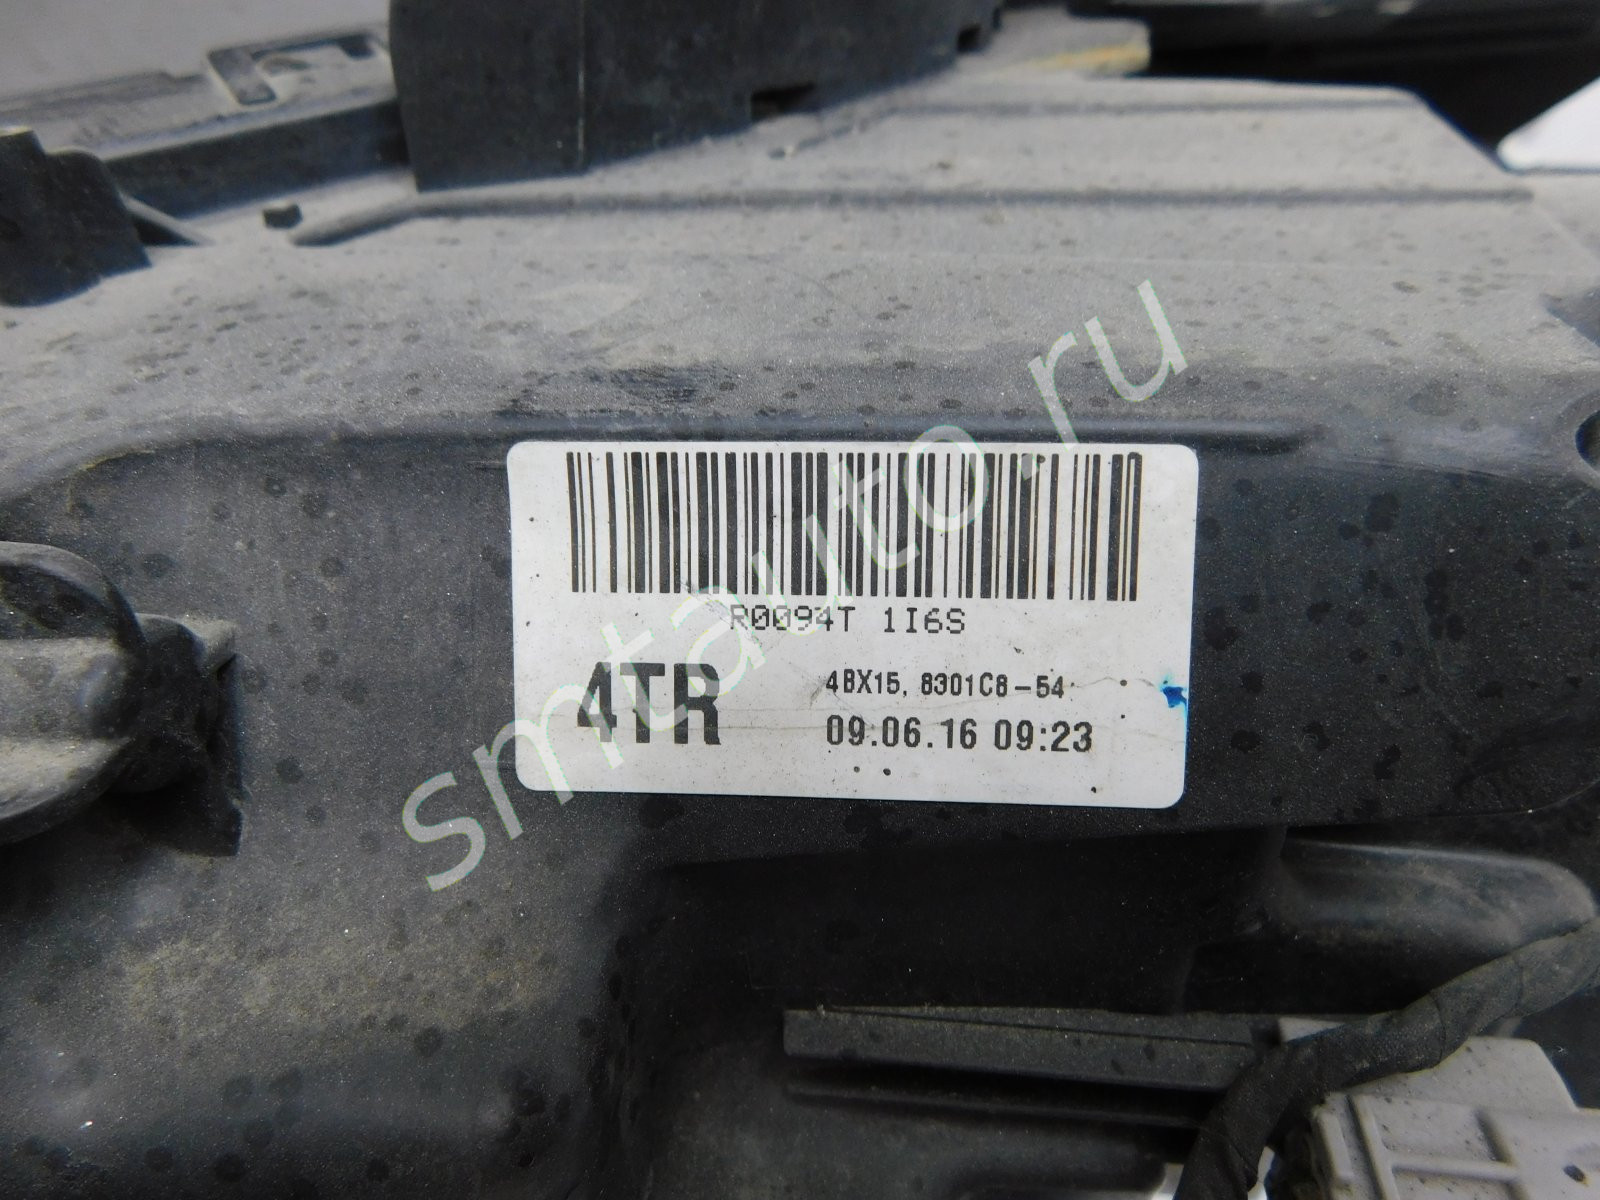 R0094T 1I6S
4TR
4BX15, 8301C8-54
09.06.16 09:23
smtauto.ru